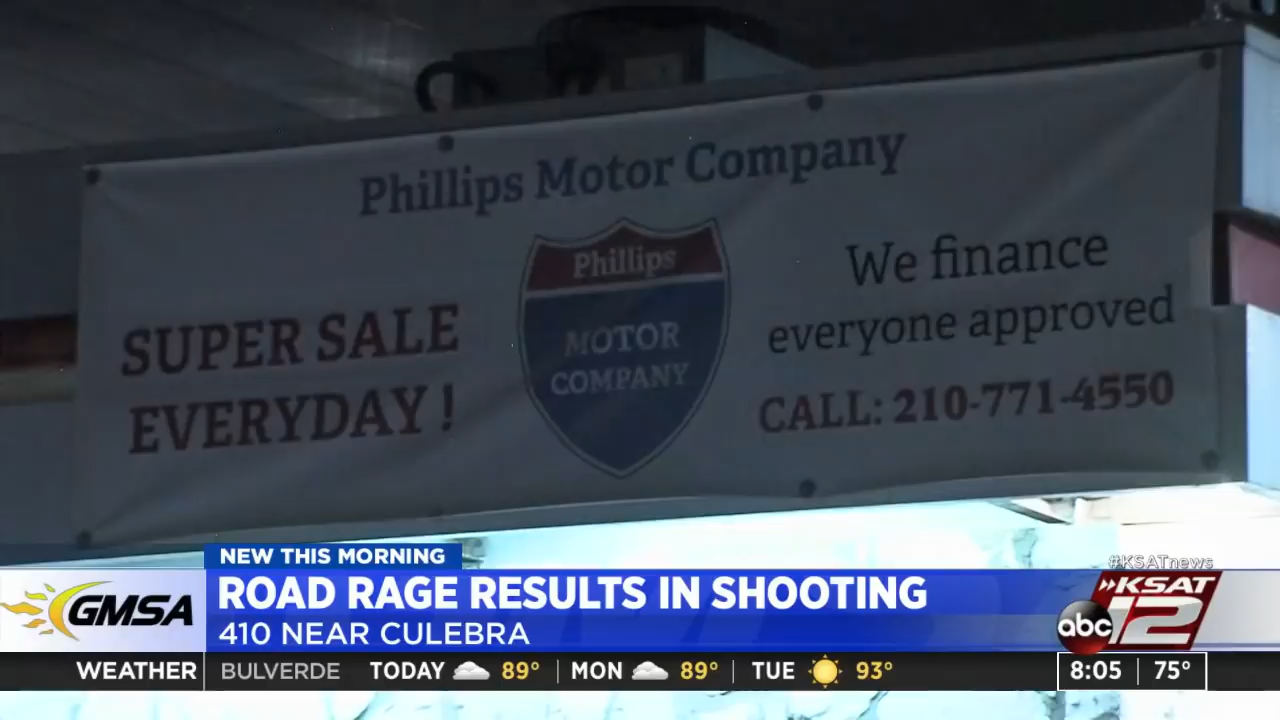 Phillips Motor Company
Phillips
MOTOR
COMPANY
SUPER SALE
EVERYDAY !
We finance
everyone approved
CALL: 210-771-4550
NEW THIS MORNING
ROAD RAGE RESULTS IN SHOOTING
410 NEAR CULEBRA
GMSA
#KSATnews
KSAT
abc 12
WEATHER BULVERDE TODAY 89° MON 89° TUE 93° 8:05 75°